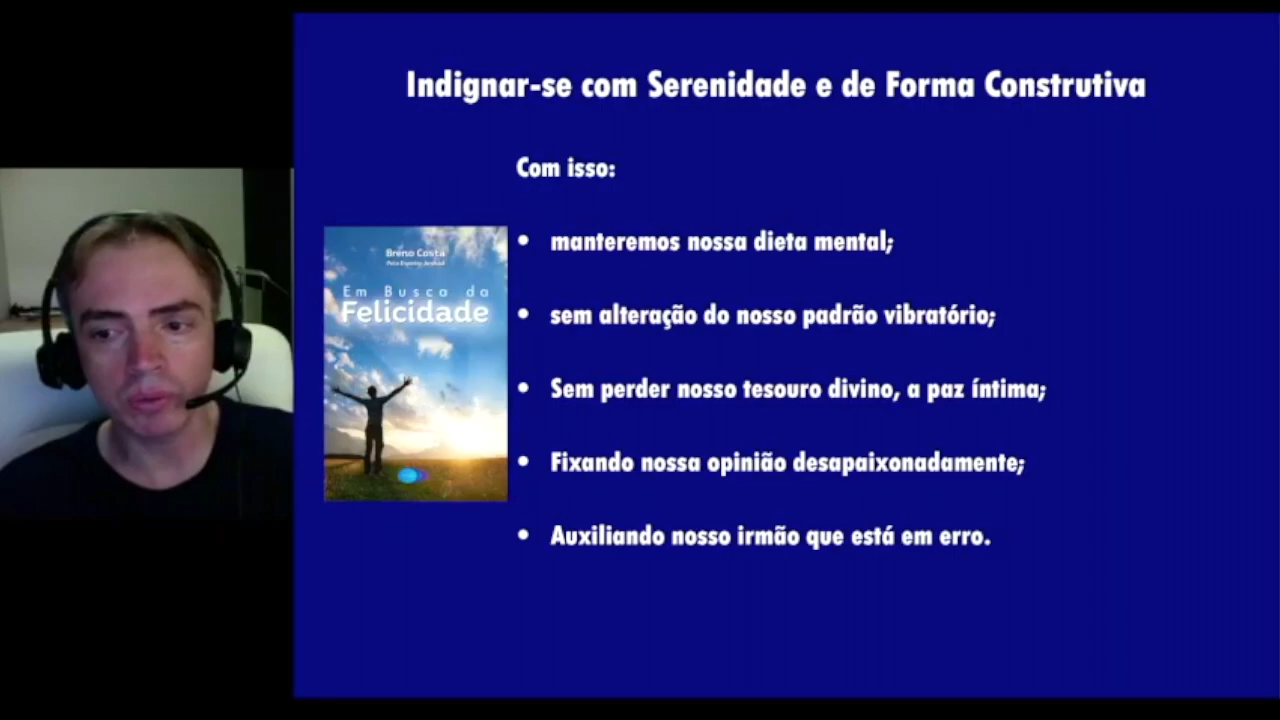 Indignar-se com Serenidade e de Forma Construtiva
Com isso:
• manteremos nossa dieta mental;
• sem alteração do nosso padrão vibratório;
• Sem perder nosso tesouro divino, a paz íntima;
• Fixando nossa opinião desapaixonadamente;
• Auxiliando nosso irmão que está em erro.
Breno Costa
Pelo Espírito
Em Busca da
Felicidade